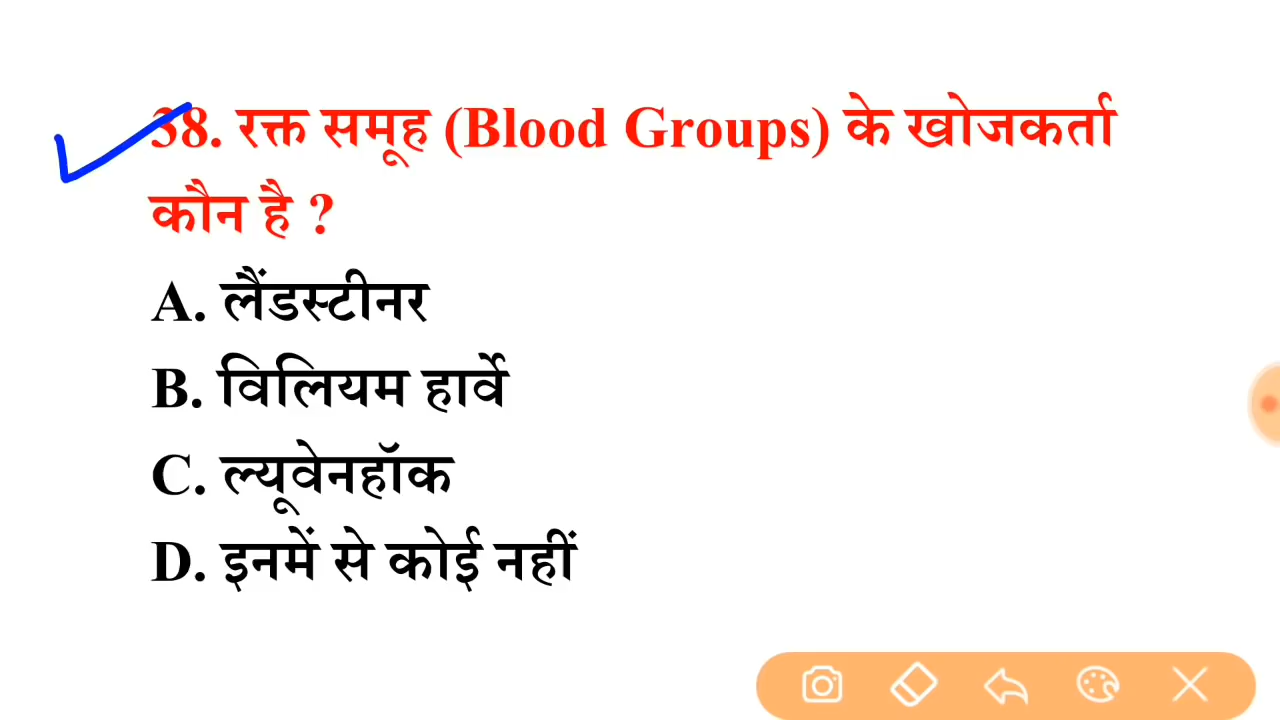 38. रक्त समूह (Blood Groups) के खोजकर्ता
कौन है ?
A. लैंडस्टीनर
B. विलियम हार्वे
C. ल्यूवेनहॉक
D. इनमें से कोई नहीं